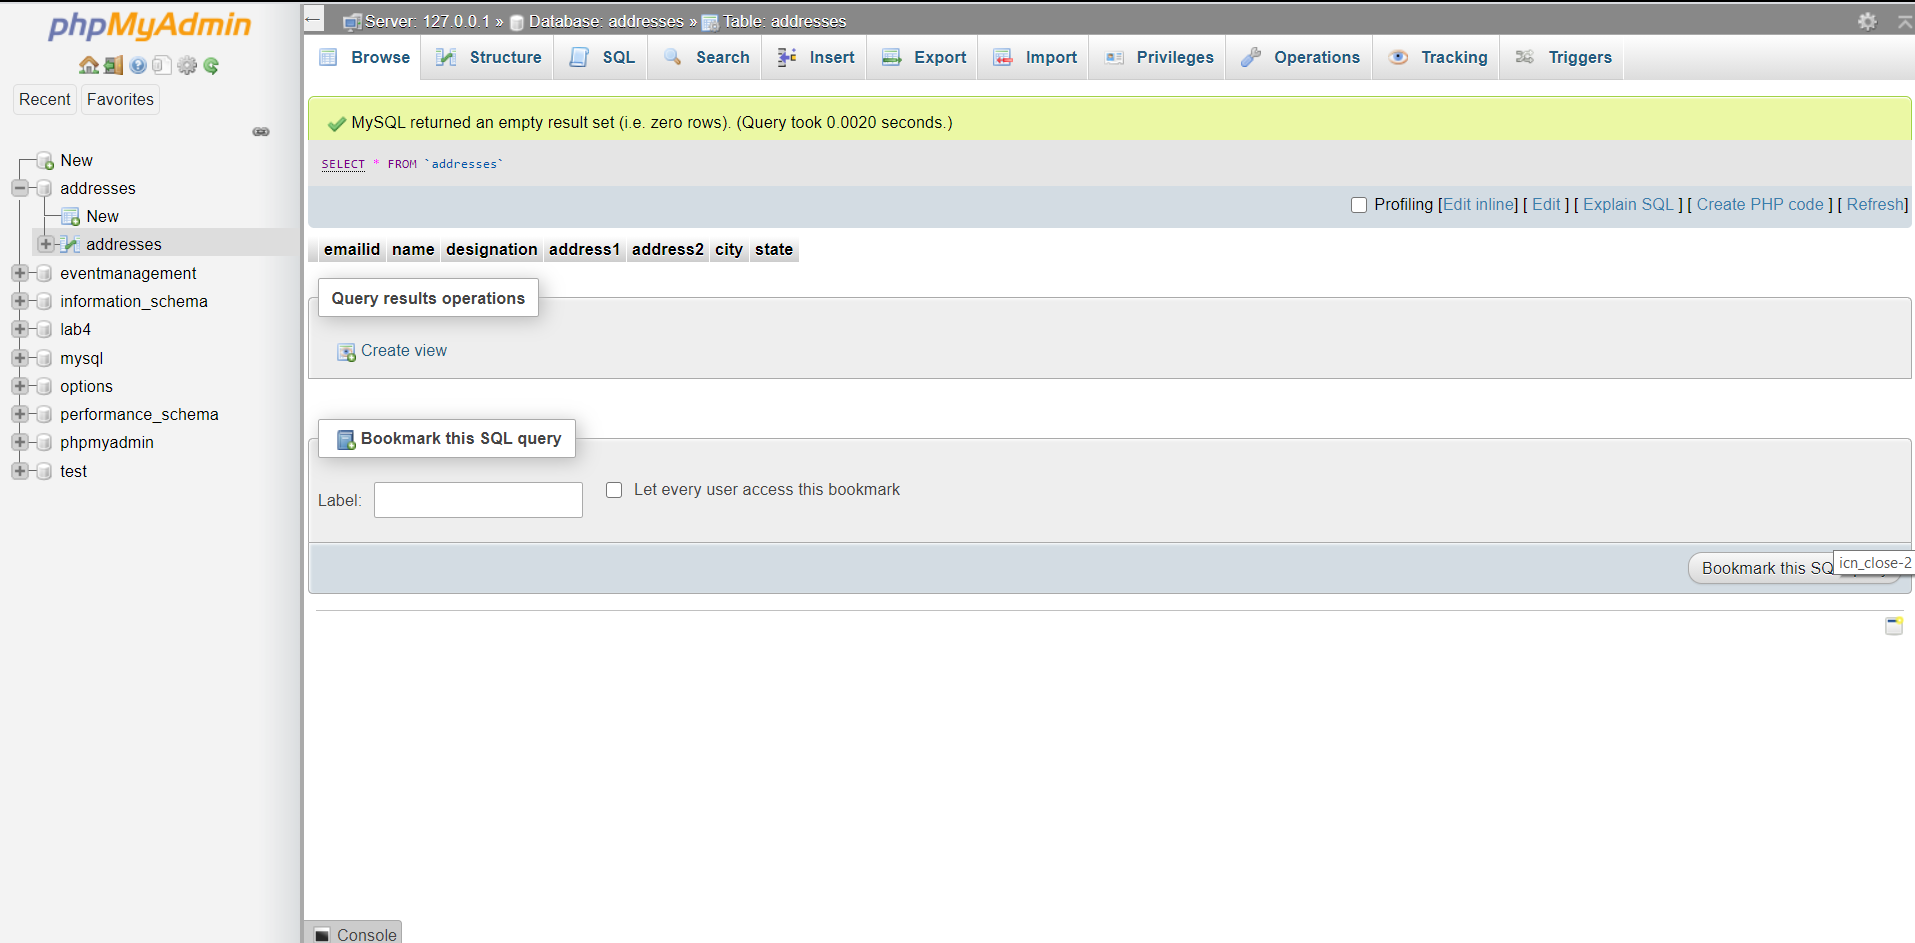 phpMyAdmin
Recent Favorites
New
addresses
New
addresses
eventmanagement
information_schema
lab4
mysql
options
performance_schema
phpmyadmin
test
Server: 127.0.0.1 » Database: addresses » Table: addresses
Browse Structure SQL Search Insert Export Import Privileges Operations Tracking Triggers
MySQL returned an empty result set (i.e. zero rows). (Query took 0.0020 seconds.)
SELECT * FROM `addresses`
Profiling [Edit inline] [ Edit ] [ Explain SQL ] [ Create PHP code ] [ Refresh]
emailid name designation address1 address2 city state
Query results operations
Create view
Bookmark this SQL query
Label:
Let every user access this bookmark
Bookmark this SQ
icn_close-2
Console